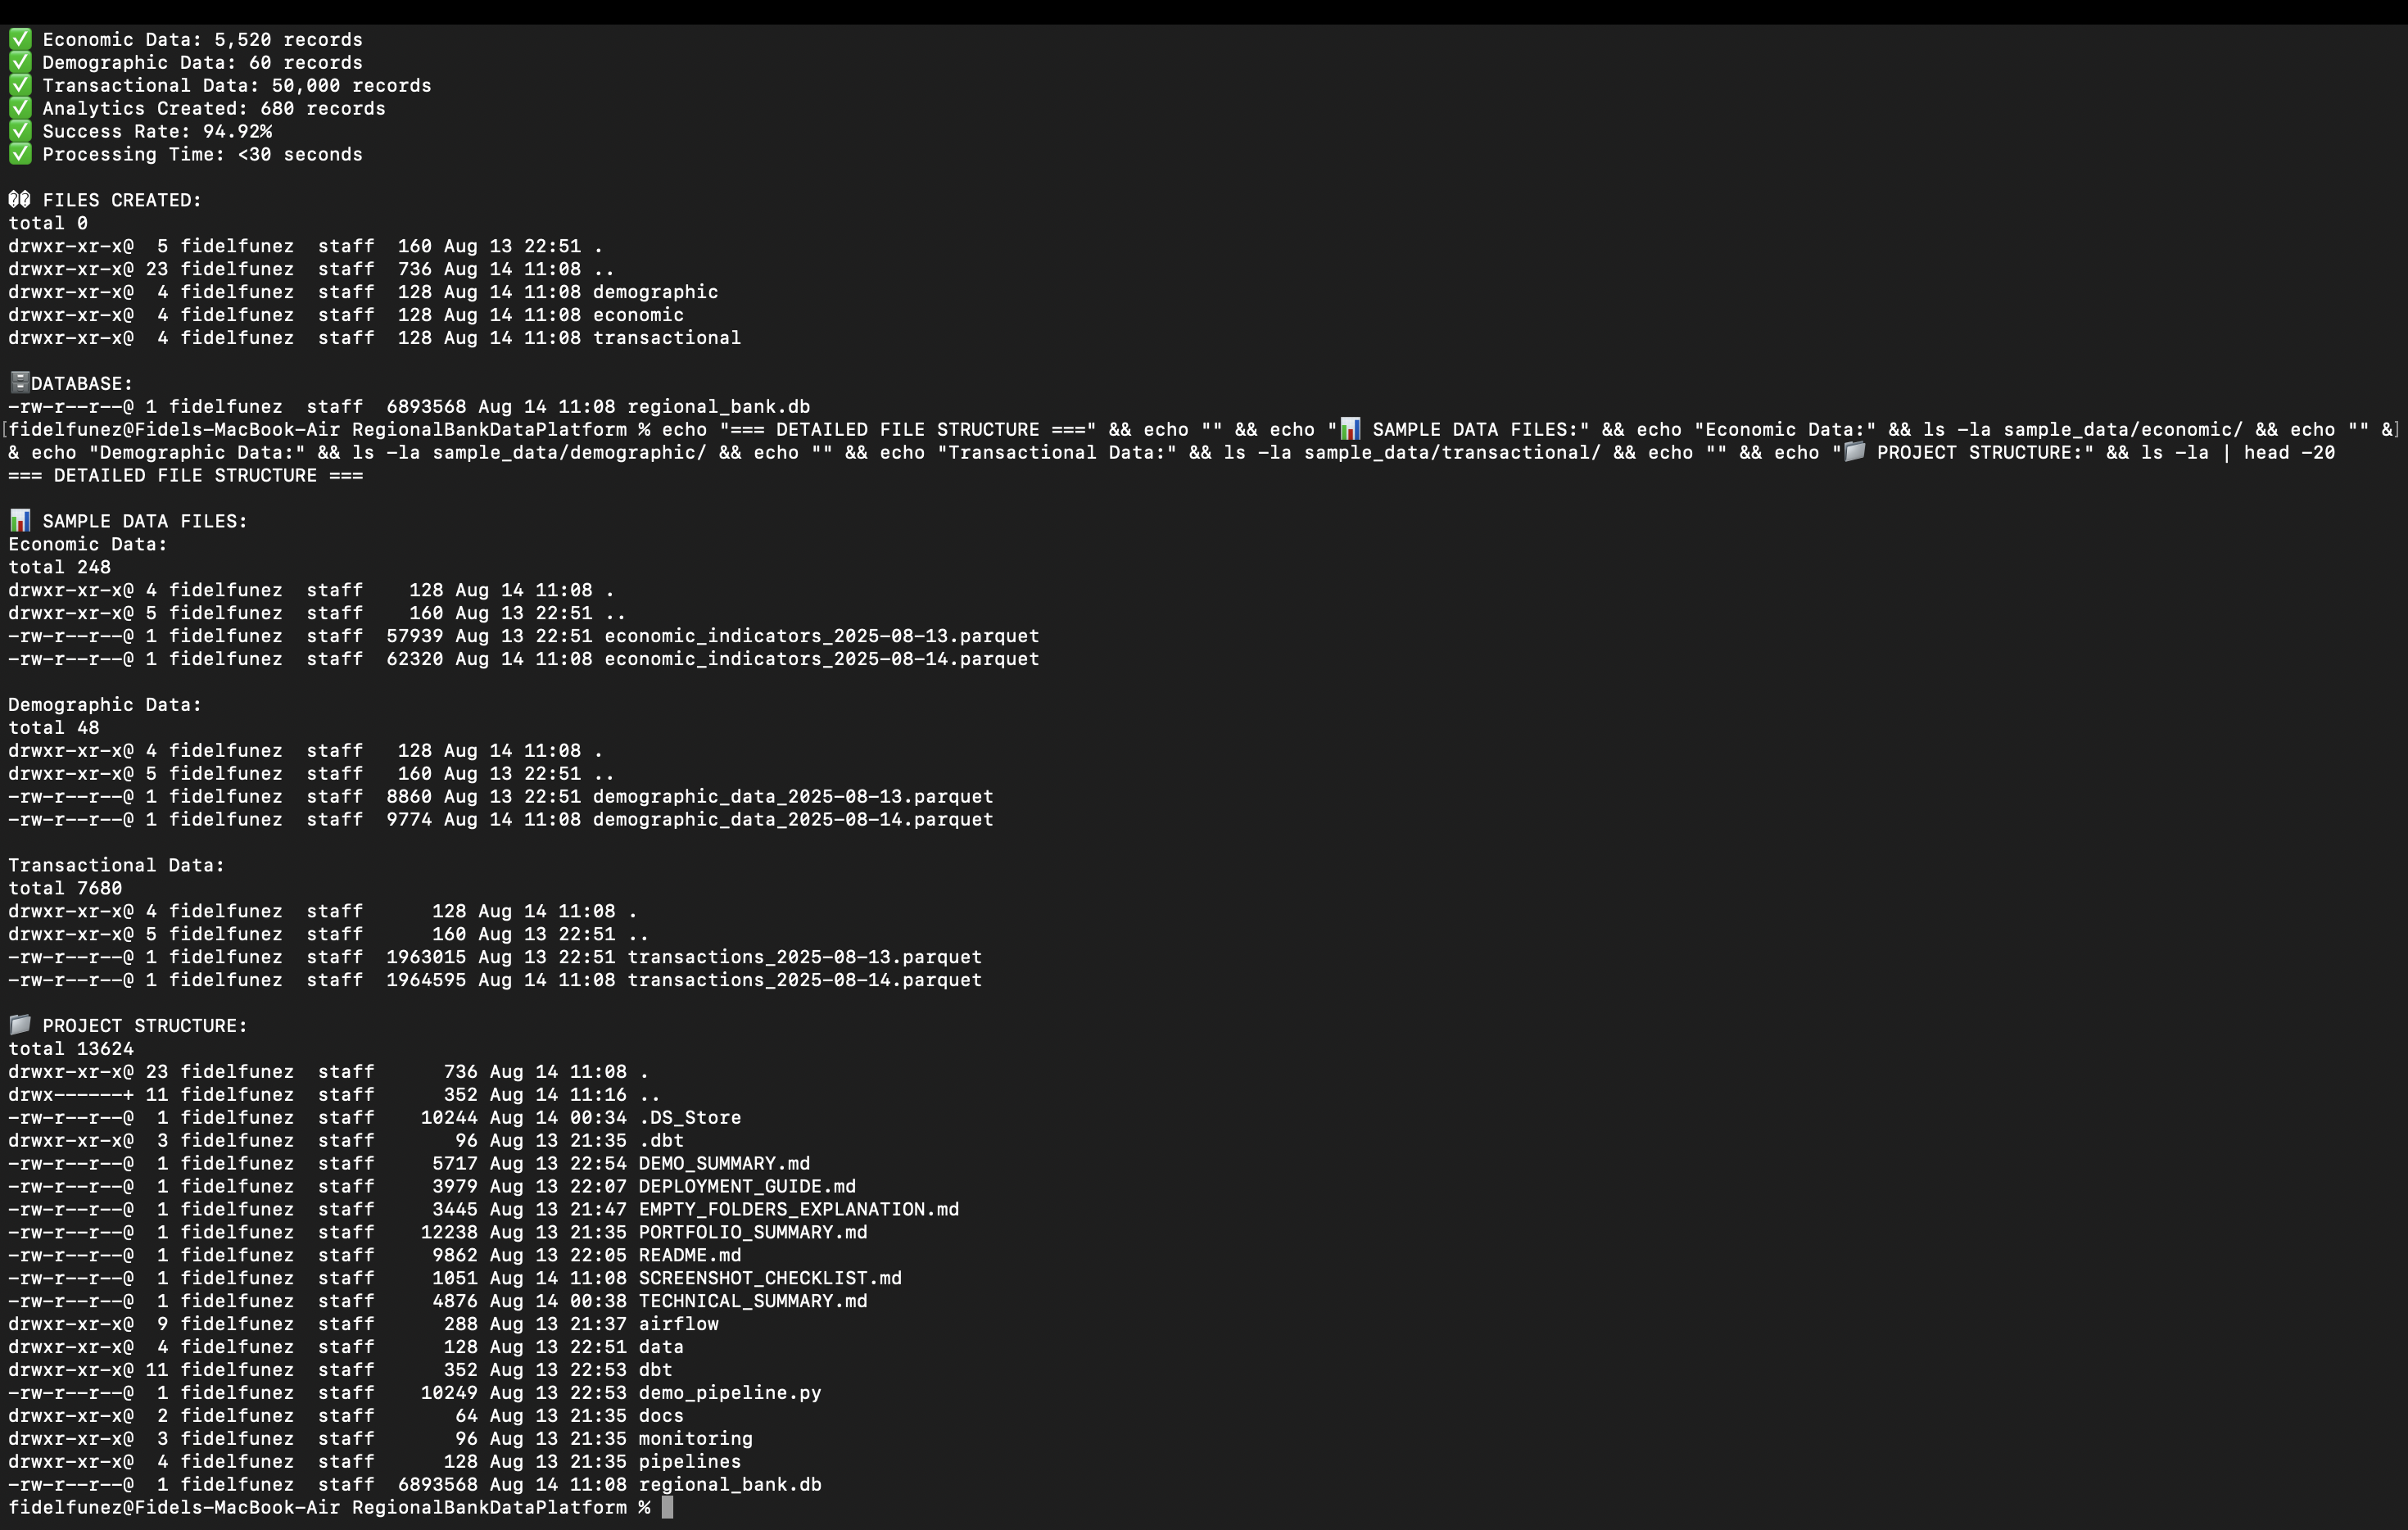 ✅ Economic Data: 5,520 records
✅ Demographic Data: 60 records
✅ Transactional Data: 50,000 records
✅ Analytics Created: 680 records
✅ Success Rate: 94.92%
✅ Processing Time: <30 seconds

�� FILES CREATED:
total 0
drwxr-xr-x@  5 fidelfunez  staff  160 Aug 13 22:51 .
drwxr-xr-x@ 23 fidelfunez  staff  736 Aug 14 11:08 ..
drwxr-xr-x@  4 fidelfunez  staff  128 Aug 14 11:08 demographic
drwxr-xr-x@  4 fidelfunez  staff  128 Aug 14 11:08 economic
drwxr-xr-x@  4 fidelfunez  staff  128 Aug 14 11:08 transactional

🗄️DATABASE:
-rw-r--r--@ 1 fidelfunez  staff  6893568 Aug 14 11:08 regional_bank.db
[fidelfunez@Fidels-MacBook-Air RegionalBankDataPlatform % echo "=== DETAILED FILE STRUCTURE ===" && echo "" && echo "📊 SAMPLE DATA FILES:" && echo "Economic Data:" && ls -la sample_data/economic/ && echo "" &]
& echo "Demographic Data:" && ls -la sample_data/demographic/ && echo "" && echo "Transactional Data:" && ls -la sample_data/transactional/ && echo "" && echo "📁 PROJECT STRUCTURE:" && ls -la | head -20
=== DETAILED FILE STRUCTURE ===

📊 SAMPLE DATA FILES:
Economic Data:
total 248
drwxr-xr-x@ 4 fidelfunez  staff    128 Aug 14 11:08 .
drwxr-xr-x@ 5 fidelfunez  staff    160 Aug 13 22:51 ..
-rw-r--r--@ 1 fidelfunez  staff  57939 Aug 13 22:51 economic_indicators_2025-08-13.parquet
-rw-r--r--@ 1 fidelfunez  staff  62320 Aug 14 11:08 economic_indicators_2025-08-14.parquet

Demographic Data:
total 48
drwxr-xr-x@ 4 fidelfunez  staff   128 Aug 14 11:08 .
drwxr-xr-x@ 5 fidelfunez  staff   160 Aug 13 22:51 ..
-rw-r--r--@ 1 fidelfunez  staff  8860 Aug 13 22:51 demographic_data_2025-08-13.parquet
-rw-r--r--@ 1 fidelfunez  staff  9774 Aug 14 11:08 demographic_data_2025-08-14.parquet

Transactional Data:
total 7680
drwxr-xr-x@ 4 fidelfunez  staff      128 Aug 14 11:08 .
drwxr-xr-x@ 5 fidelfunez  staff      160 Aug 13 22:51 ..
-rw-r--r--@ 1 fidelfunez  staff  1963015 Aug 13 22:51 transactions_2025-08-13.parquet
-rw-r--r--@ 1 fidelfunez  staff  1964595 Aug 14 11:08 transactions_2025-08-14.parquet

📁 PROJECT STRUCTURE:
total 13624
drwxr-xr-x@ 23 fidelfunez  staff      736 Aug 14 11:08 .
drwx------+ 11 fidelfunez  staff      352 Aug 14 11:16 ..
-rw-r--r--@  1 fidelfunez  staff    10244 Aug 14 00:34 .DS_Store
drwxr-xr-x@  3 fidelfunez  staff       96 Aug 13 21:35 .dbt
-rw-r--r--@  1 fidelfunez  staff     5717 Aug 13 22:54 DEMO_SUMMARY.md
-rw-r--r--@  1 fidelfunez  staff     3979 Aug 13 22:07 DEPLOYMENT_GUIDE.md
-rw-r--r--@  1 fidelfunez  staff     3445 Aug 13 21:47 EMPTY_FOLDERS_EXPLANATION.md
-rw-r--r--@  1 fidelfunez  staff    12238 Aug 13 21:35 PORTFOLIO_SUMMARY.md
-rw-r--r--@  1 fidelfunez  staff     9862 Aug 13 22:05 README.md
-rw-r--r--@  1 fidelfunez  staff     1051 Aug 14 11:08 SCREENSHOT_CHECKLIST.md
-rw-r--r--@  1 fidelfunez  staff     4876 Aug 14 00:38 TECHNICAL_SUMMARY.md
drwxr-xr-x@  9 fidelfunez  staff      288 Aug 13 21:37 airflow
drwxr-xr-x@  4 fidelfunez  staff      128 Aug 13 22:51 data
drwxr-xr-x@ 11 fidelfunez  staff      352 Aug 13 22:53 dbt
-rw-r--r--@  1 fidelfunez  staff    10249 Aug 13 22:53 demo_pipeline.py
drwxr-xr-x@  2 fidelfunez  staff       64 Aug 13 21:35 docs
drwxr-xr-x@  3 fidelfunez  staff       96 Aug 13 21:35 monitoring
drwxr-xr-x@  4 fidelfunez  staff      128 Aug 13 21:35 pipelines
-rw-r--r--@  1 fidelfunez  staff  6893568 Aug 14 11:08 regional_bank.db
fidelfunez@Fidels-MacBook-Air RegionalBankDataPlatform %